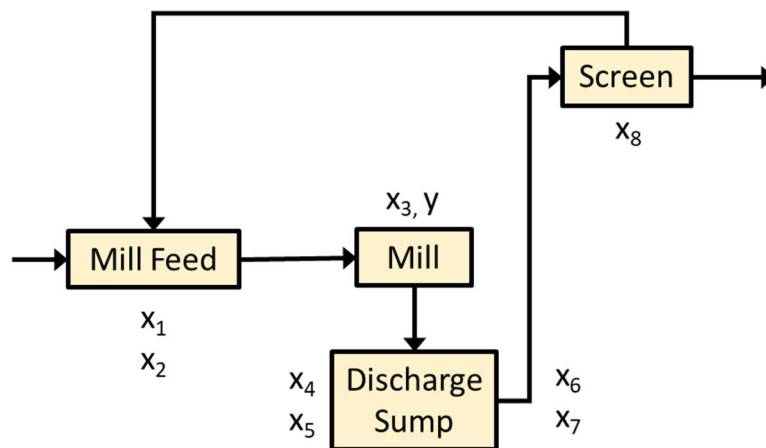 Screen
x₈
x₃, y
Mill Feed
Mill
x₁
x₂
x₄
Discharge
x₆
x₅
Sump
x₇